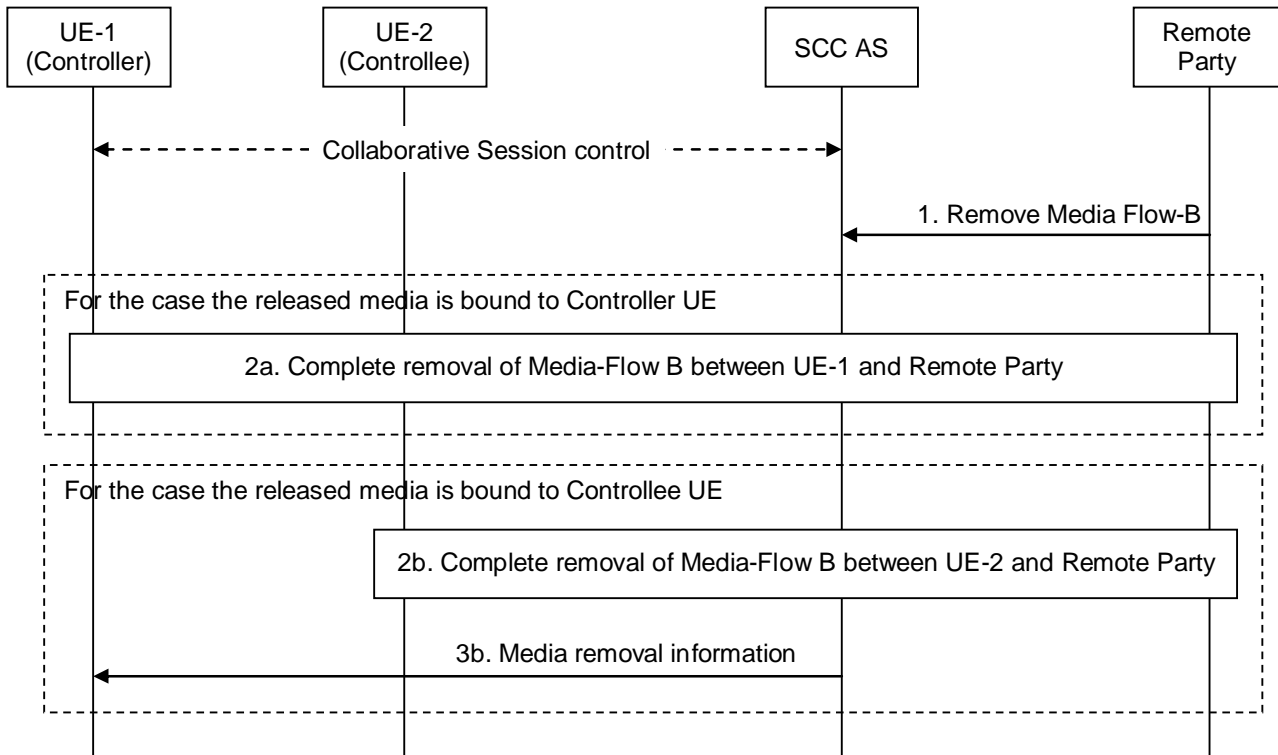 UE-1
(Controller)
UE-2
(Controllee)
SCC AS
Remote
Party
Collaborative Session control
1. Remove Media Flow-B
For the case the released media is bound to Controller UE
2a. Complete removal of Media-Flow B between UE-1 and Remote Party
For the case the released media is bound to Controllee UE
2b. Complete removal of Media-Flow B between UE-2 and Remote Party
3b. Media removal information